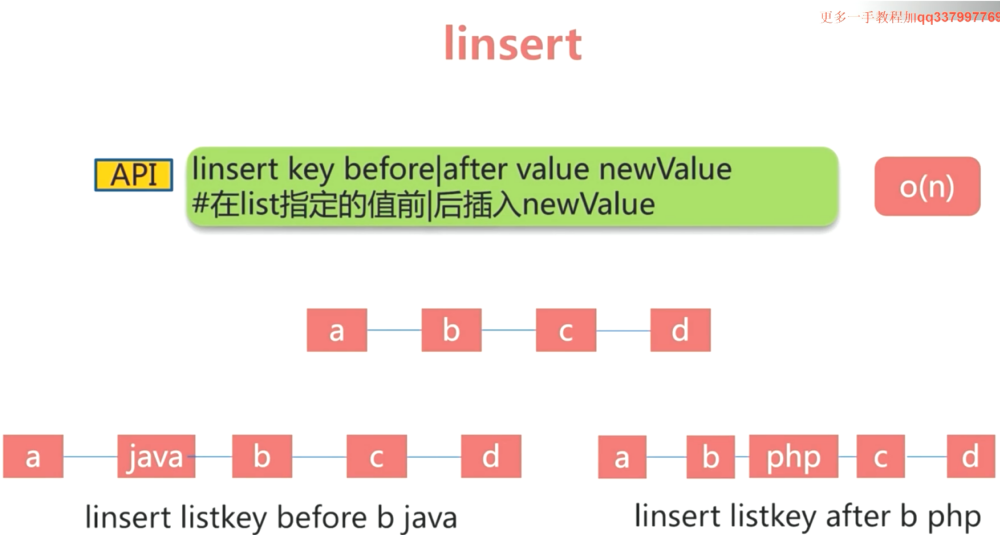 更多一手教程加qq337997769
linsert
API
linsert key before|after value newValue
#在list指定的值前|后插入newValue
o(n)
a b c d
a java b c d
a b php c d
linsert listkey before b java
linsert listkey after b php